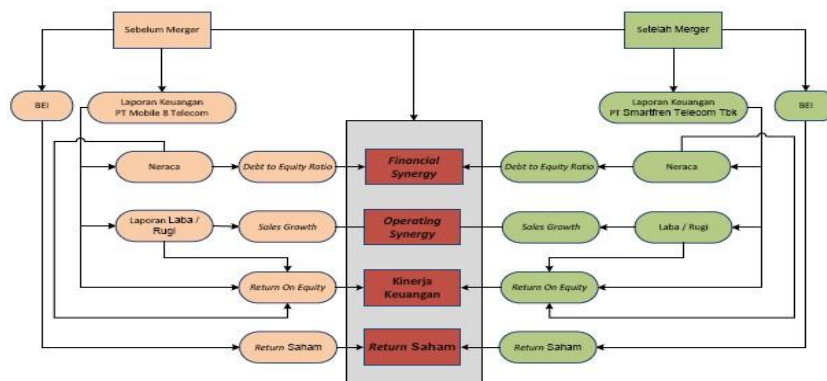 Sebelum Merger
Setelah Merger
BEI
Laporan Keuangan
PT Mobile 8 Telecom
Laporan Keuangan
PT Smartfren Telecom Tbk
BEI
Neraca
Debt to Equity Ratio
Financial
Synergy
Debt to Equity Ratio
Neraca
Laporan Laba /
Rugi
Sales Growth
Operating
Synergy
Sales Growth
Laba / Rugi
Return On Equity
Kinerja
Keuangan
Return On Equity
Return Saham
Return Saham
Return Saham